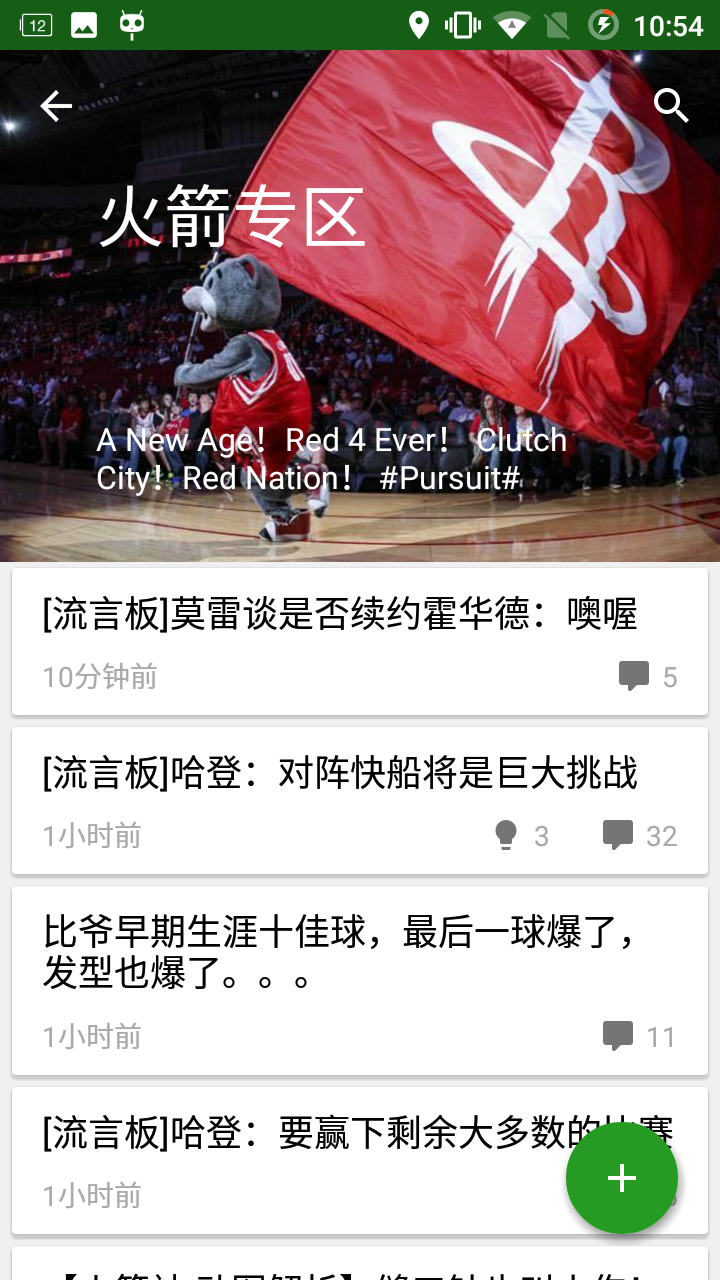 12
10:54
火箭专区
A New Age！Red 4 Ever！ Clutch
City！Red Nation！ #Pursuit#
[流言板]莫雷谈是否续约霍华德：噢喔
10分钟前
5
[流言板]哈登：对阵快船将是巨大挑战
1小时前
3
32
比爷早期生涯十佳球，最后一球爆了，
发型也爆了。。。
1小时前
11
[流言板]哈登：要赢下剩余大多数的比赛
1小时前